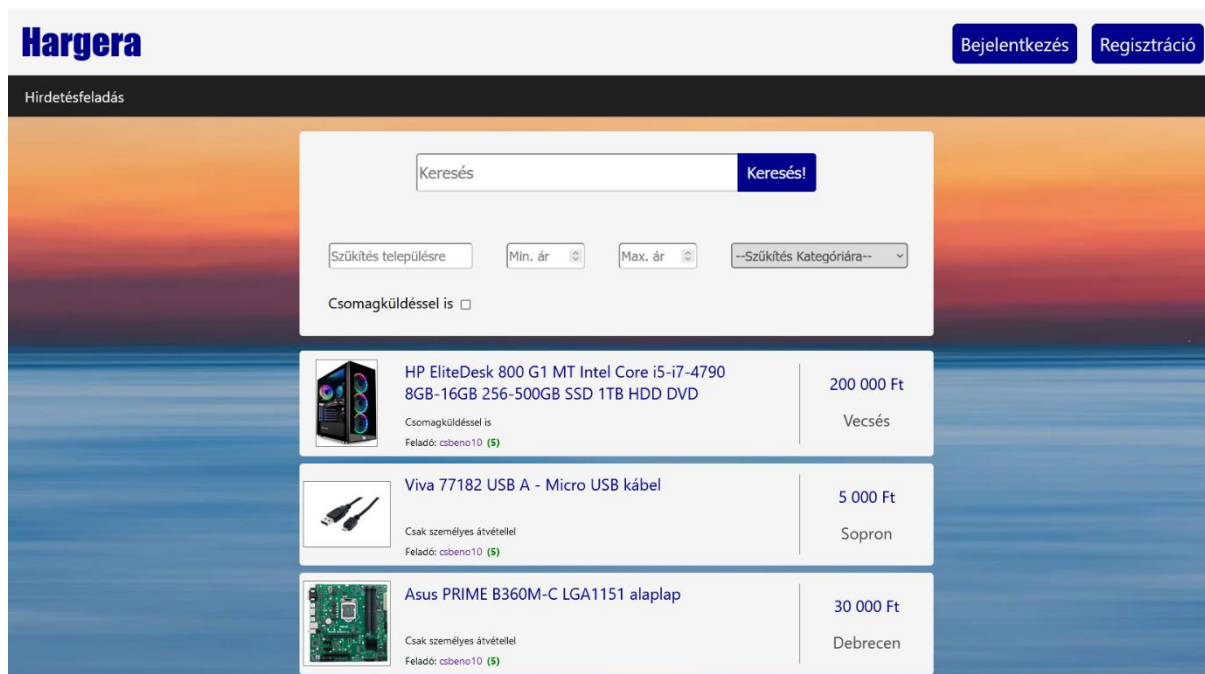 Hargera
Bejelentkezés
Regisztráció
Hirdetésfeladás
Keresés
Keresés!
Szűkítés településre
Min. ár
Max. ár
--Szűkítés Kategóriára--
Csomagküldéssel is
HP EliteDesk 800 G1 MT Intel Core i5-i7-4790
8GB-16GB 256-500GB SSD 1TB HDD DVD
Csomagküldéssel is
Feladó: csbeno10 (5)
200 000 Ft
Vecsés
Viva 77182 USB A - Micro USB kábel
Csak személyes átvétellel
Feladó: csbeno10 (5)
5 000 Ft
Sopron
Asus PRIME B360M-C LGA1151 alaplap
Csak személyes átvétellel
Feladó: csbeno10 (5)
30 000 Ft
Debrecen